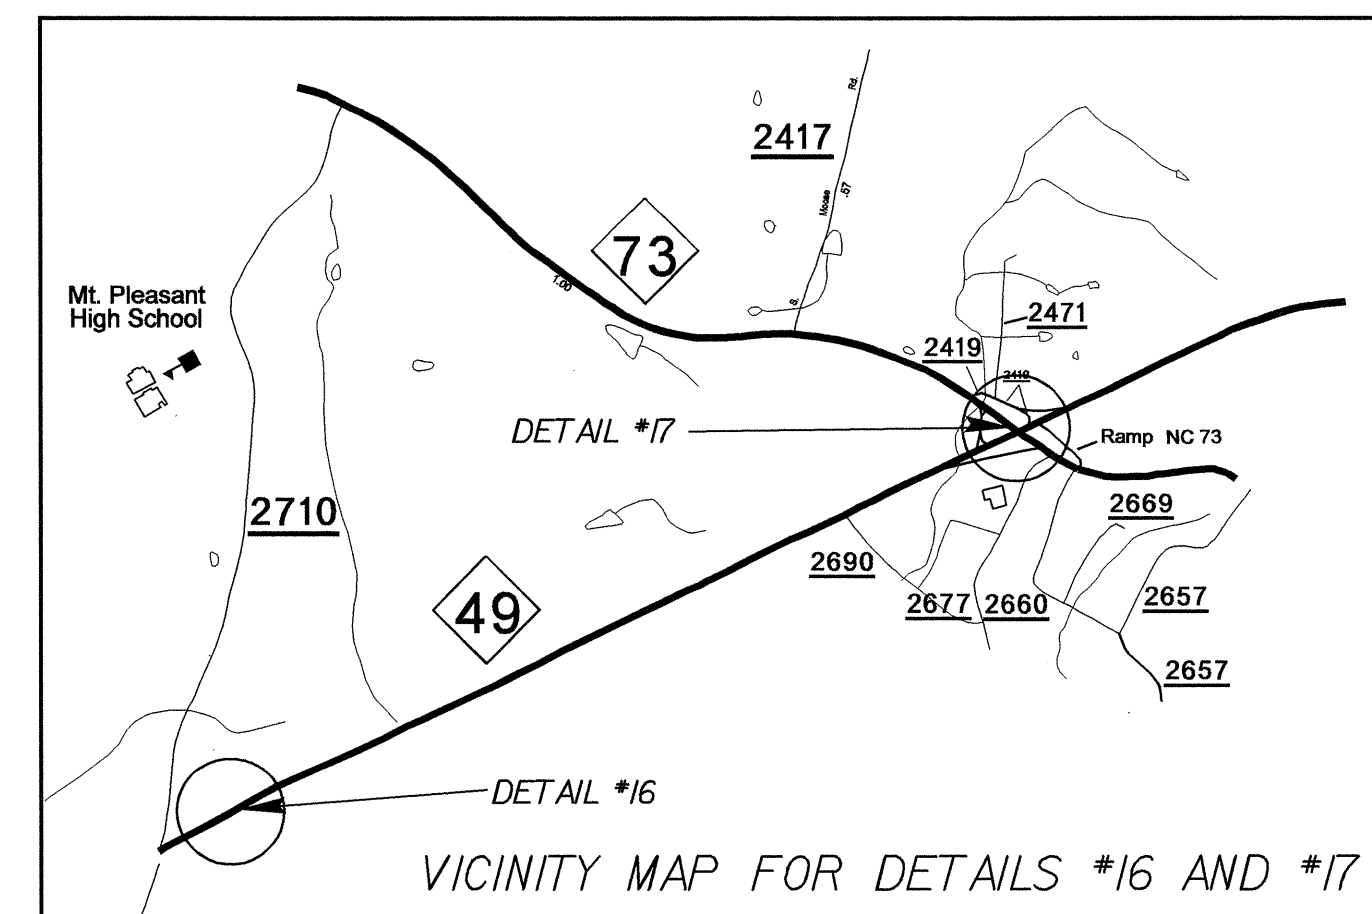 Rd.
2417
Moose
.57
73
1.00
Mt. Pleasant
High School
S.
2471
2419
2419
DETAIL #17
Ramp NC 73
2710
2669
2690
49
2677
2660
2657
2657
DETAIL #16
VICINITY MAP FOR DETAILS #16 AND #17